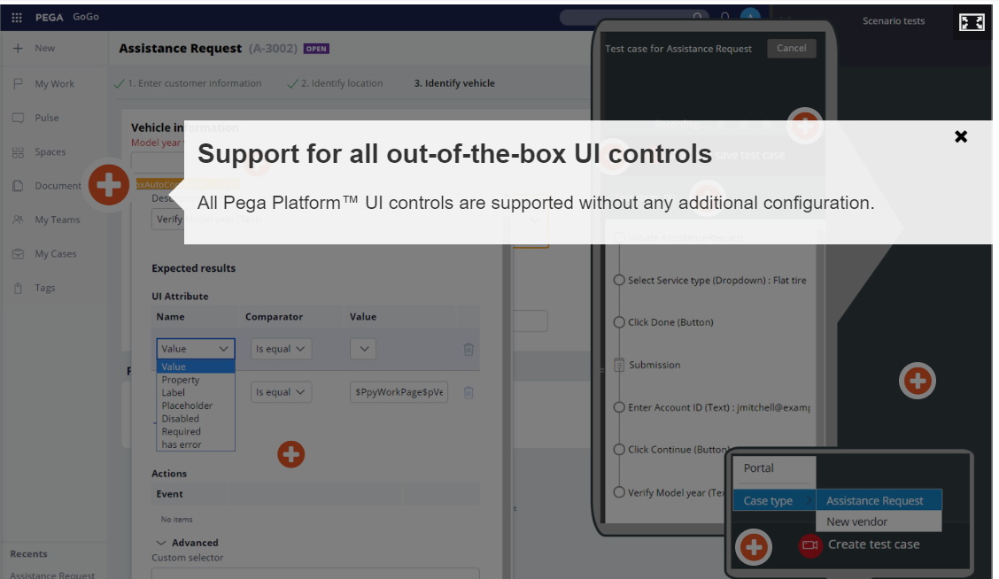 PEGA GoGo
A
Scenario tests
New
Assistance Request (A-3002) OPEN
Test case for Assistance Request
Cancel
My Work
1. Enter customer information
2. Identify location
3. Identify vehicle
Pulse
Vehicle information
Model year
Support for all out-of-the-box UI controls
save test case
Spaces
Document
All Pega Platform™ UI controls are supported without any additional configuration.
My Teams
Verify
My Cases
Tags
Expected results
UI Attribute
Name
Comparator
Value
Value
Is equal
Value
Property
Label
Placeholder
Disabled
Required
has error
Is equal
$PpyWorkPage$pVe
Actions
Event
No items
Advanced
Custom selector
Select Service type (Dropdown) : Flat tire
Click Done (Button)
Submission
Enter Account ID (Text) : jmitchell@examp
Click Continue (Button)
Verify Model year (Te
Portal
Case type
Assistance Request
New vendor
Create test case
Recents
Assistance Request